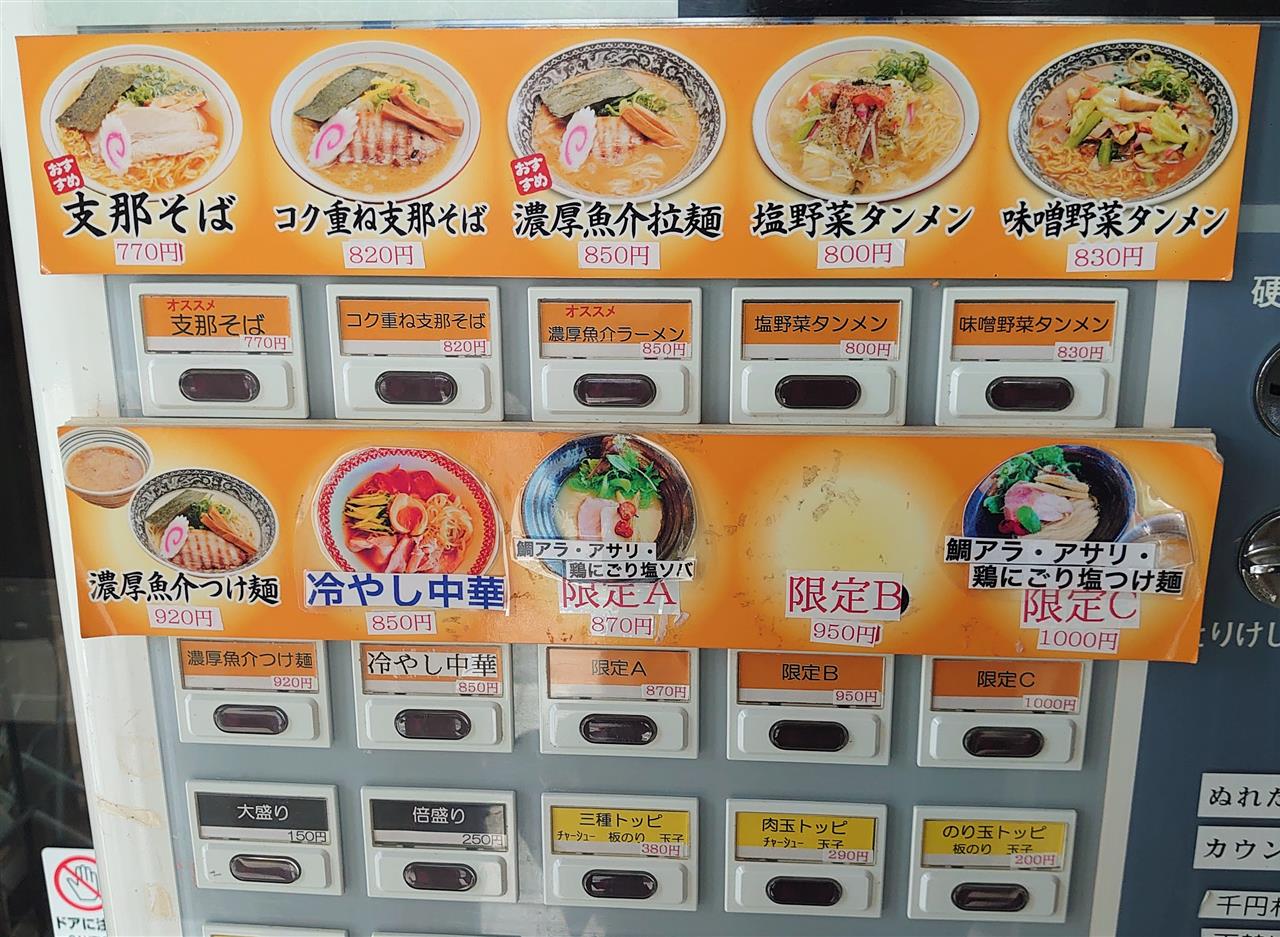 おす
すめ
支那そば
770円
コク重ね支那そば
820円
おす
すめ
濃厚魚介拉麺
850円
塩野菜タンメン
800円
味噌野菜タンメン
830円
オススメ
支那そば
770円
コク重ね支那そば
820円
オススメ
濃厚魚介ラーメン
850円
塩野菜タンメン
800円
味噌野菜タンメン
830円
硬
濃厚魚介つけ麺
920円
冷やし中華
850円
鯛アラ・アサリ・
鶏にごり塩ソバ
限定A
870円
限定B
950円
鯛アラ・アサリ・
鶏にごり塩つけ麺
限定C
1000円
とりけし
濃厚魚介つけ麺
920円
冷やし中華
850円
限定A
870円
限定B
950円
限定C
1000円
大盛り
150円
倍盛り
250円
三種トッピ
チャーシュー 板のり 玉子
380円
肉玉トッピ
チャーシュー 玉子
290円
のり玉トッピ
板のり 玉子
200円
ぬれた
カウン
千円札
ドアに注